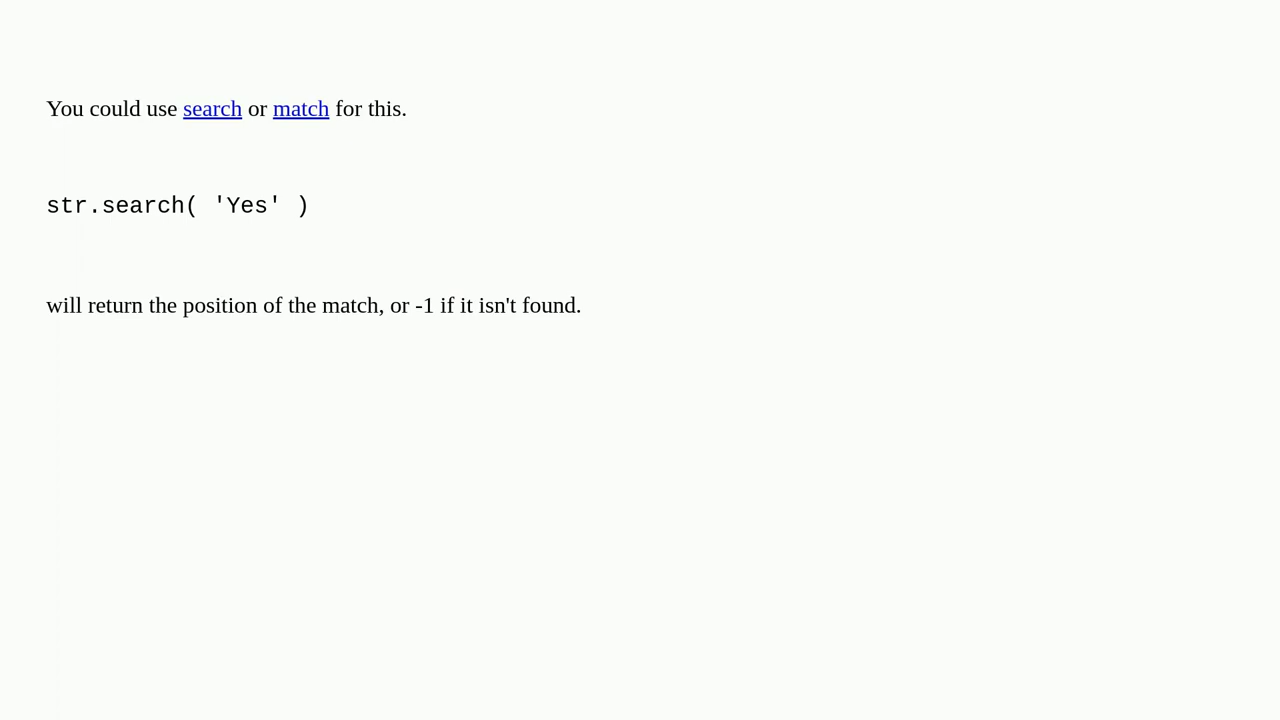 You could use search or match for this.
str.search( 'Yes' )
will return the position of the match, or -1 if it isn't found.